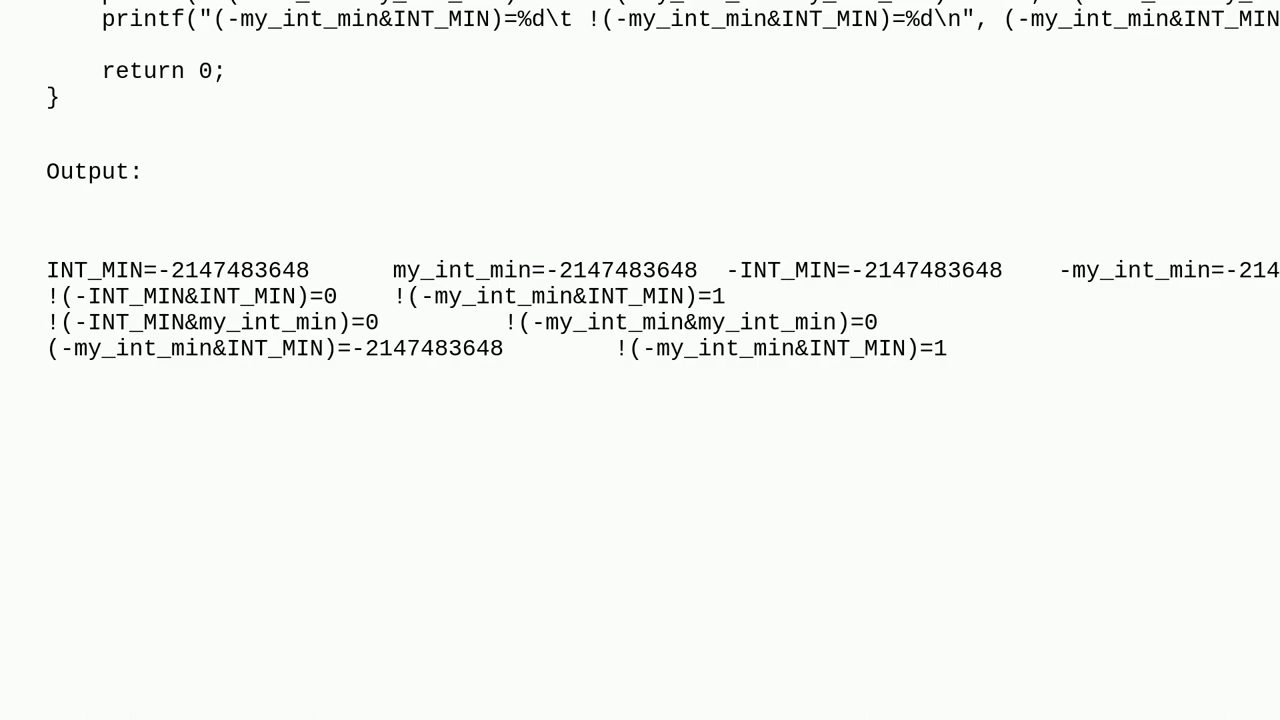 printf("(-my_int_min&INT_MIN)=%d\t !(-my_int_min&INT_MIN)=%d\n", (-my_int_min&INT_MIN
return 0;
}
Output:
INT_MIN=-2147483648 my_int_min=-2147483648 -INT_MIN=-2147483648 -my_int_min=-214
!(-INT_MIN&INT_MIN)=0 !(-my_int_min&INT_MIN)=1
!(-INT_MIN&my_int_min)=0 !(-my_int_min&my_int_min)=0
(-my_int_min&INT_MIN)=-2147483648 !(-my_int_min&INT_MIN)=1